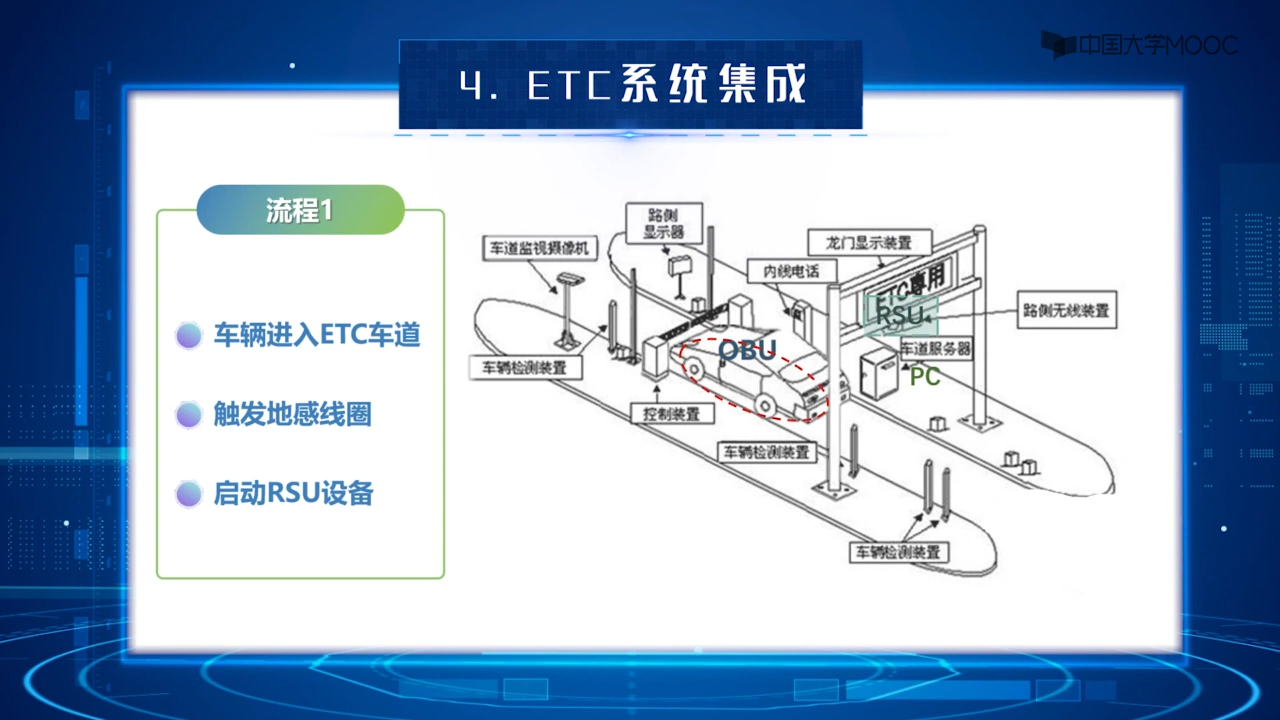 中国大学MOOC
4. ETC系统集成
流程1
车辆进入ETC车道
触发地感线圈
启动RSU设备
路侧
显示器
车道监视摄像机
龙门显示装置
内线电话
ETC专用
RSU
路侧无线装置
OBU
车道服务器
PC
车辆检测装置
控制装置
车辆检测装置
车辆检测装置